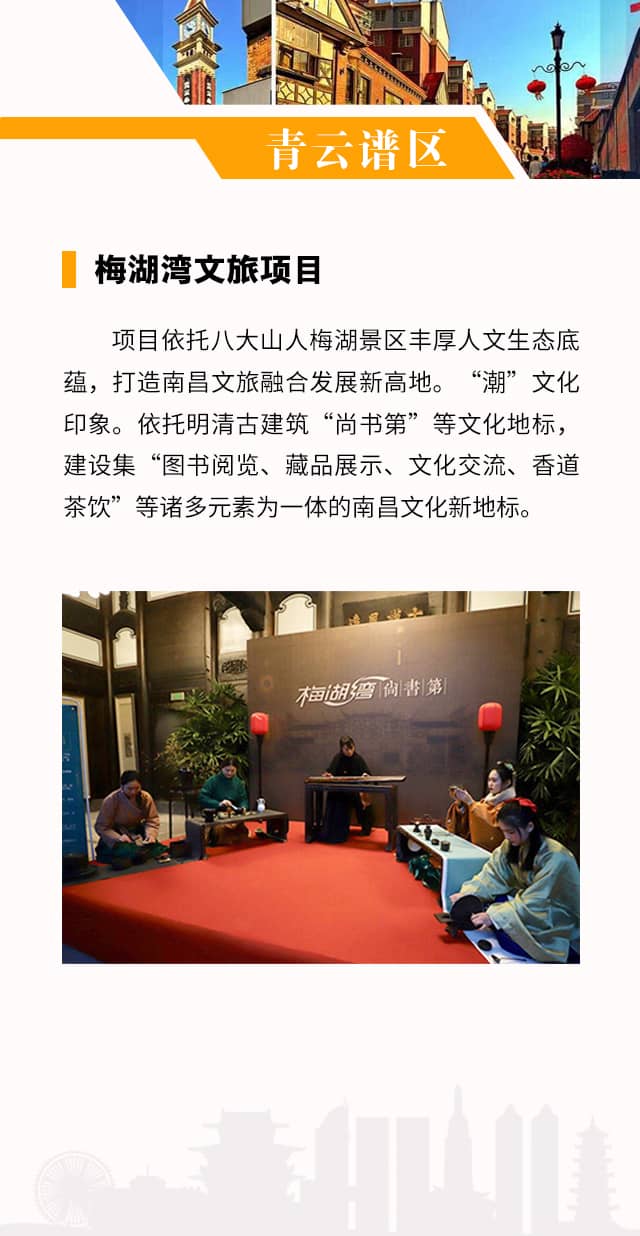 青云谱区
梅湖湾文旅项目
项目依托八大山人梅湖景区丰厚人文生态底
蕴，打造南昌文旅融合发展新高地。“潮”文化
印象。依托明清古建筑“尚书第”等文化地标，
建设集“图书阅览、藏品展示、文化交流、香道
茶饮”等诸多元素为一体的南昌文化新地标。
梅湖湾 尚書第